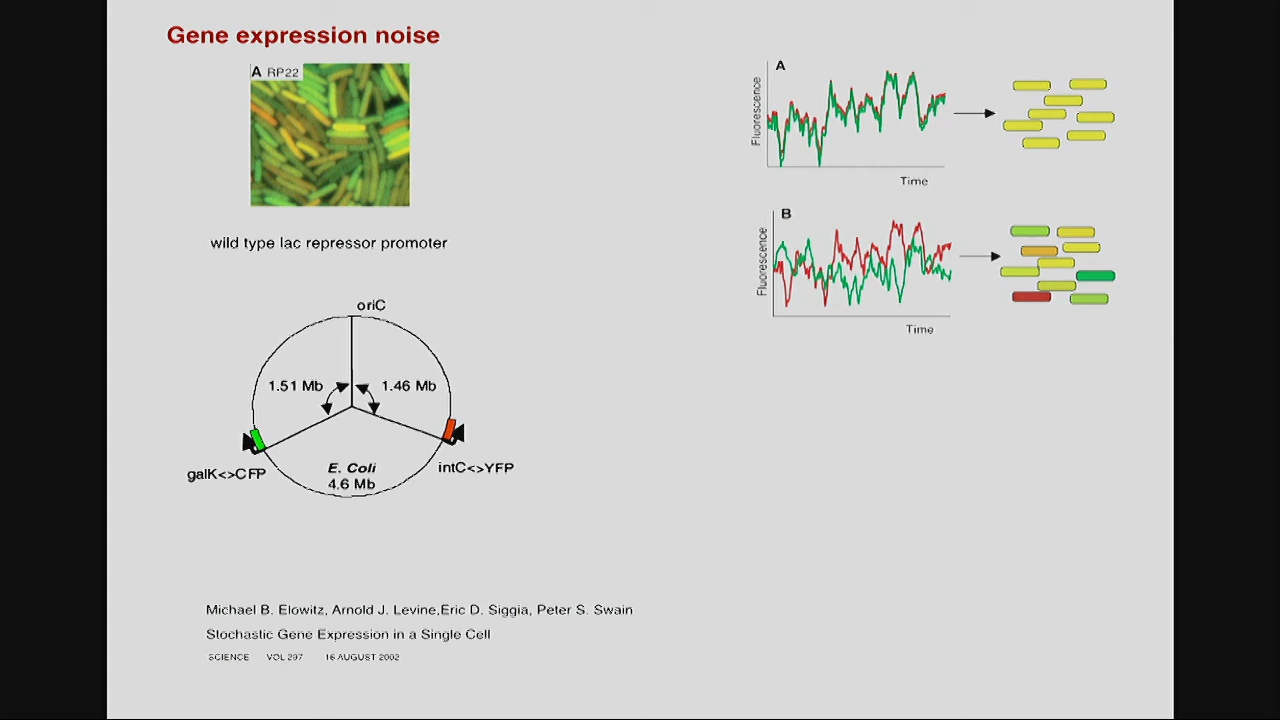 Gene expression noise
A RP22
wild type lac repressor promoter
oriC
1.51 Mb
1.46 Mb
galK<>CFP
intC<>YFP
E. Coli
4.6 Mb
A
Fluorescence
Time
B
Fluorescence
Time
Michael B. Elowitz, Arnold J. Levine,Eric D. Siggia, Peter S. Swain
Stochastic Gene Expression in a Single Cell
SCIENCE VOL 297 16 AUGUST 2002